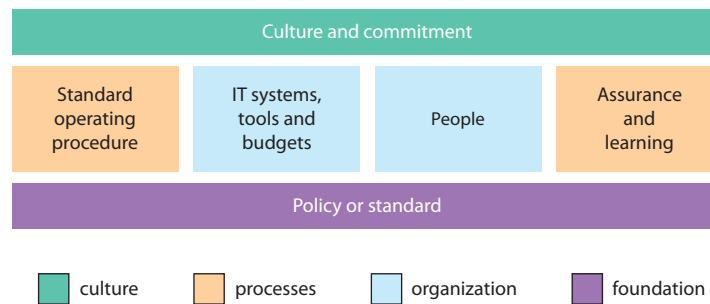 Culture and commitment
Standard
operating
procedure
IT systems,
tools and
budgets
People
Assurance
and
learning
Policy or standard
culture
processes
organization
foundation